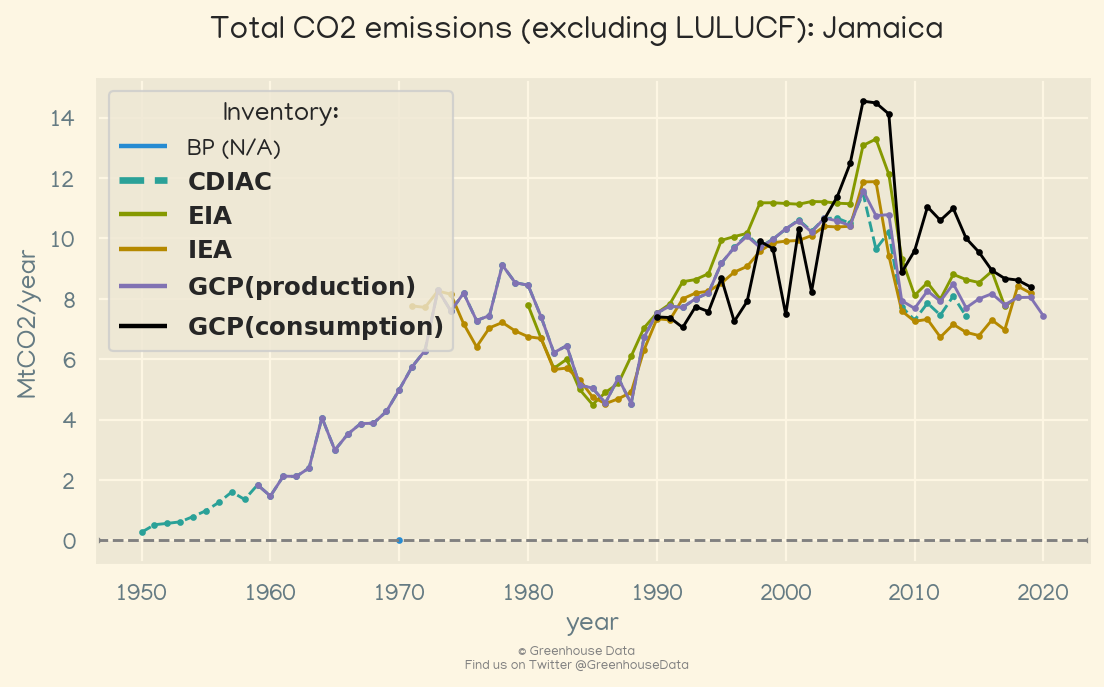 Total CO2 emissions (excluding LULUCF): Jamaica
Inventory:
BP (N/A)
CDIAC
EIA
IEA
GCP(production)
GCP(consumption)
MtCO2/year
14
12
10
8
6
4
2
0
1950 1960 1970 1980 1990 2000 2010 2020
year
© Greenhouse Data
Find us on Twitter @GreenhouseData